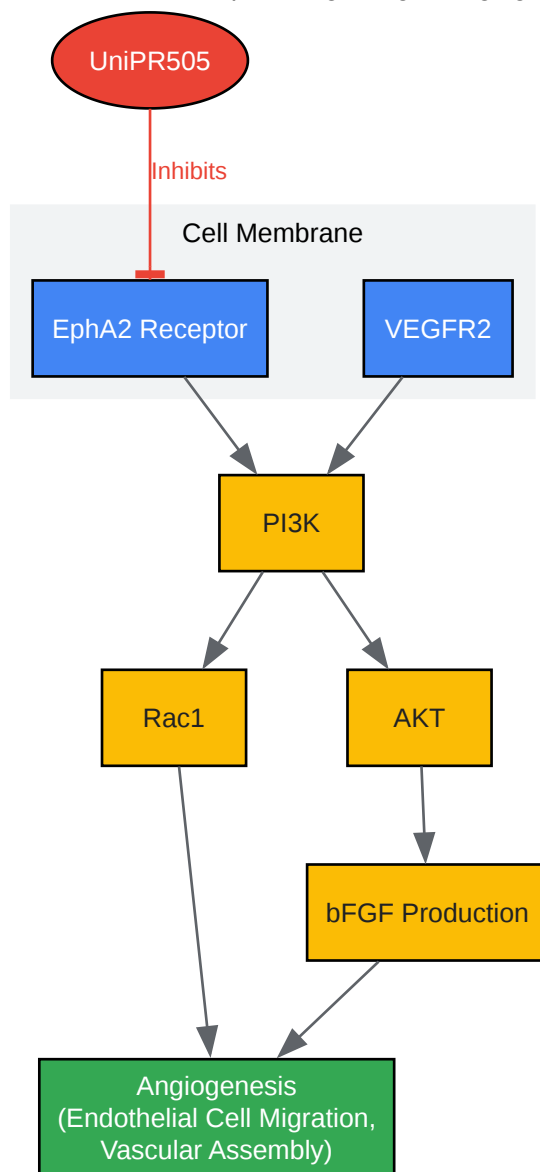 UniPR505
Inhibits
Cell Membrane
EphA2 Receptor
VEGFR2
PI3K
Rac1
AKT
bFGF Production
Angiogenesis
(Endothelial Cell Migration,
Vascular Assembly)